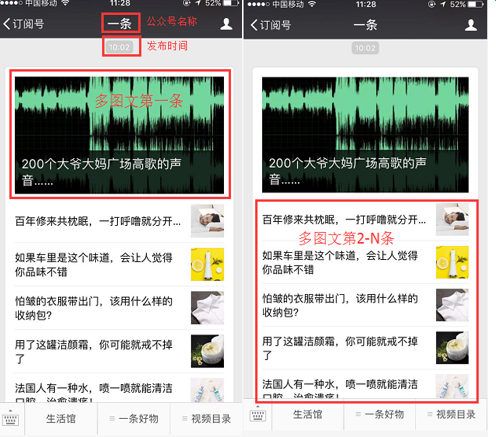 中国移动 11:28 52%
订阅号 一条 公众号名称
10:02 发布时间
多图文第一条
200个大爷大妈广场高歌的声
音……
百年修来共枕眠，一打呼噜就分开...
如果车里是这个味道，会让人觉得
你品味不错
怕皱的衣服带出门，该用什么样的
收纳包?
用了这罐洁颜霜，你可能就戒不掉
了
法国人有一种水，喷一喷就能清洁
口腔，治愈溃疡!
生活馆 一条好物 视频目录
中国移动 11:28 52%
订阅号 一条
10:02
200个大爷大妈广场高歌的声
音……
百年修来共枕眠，一打呼噜就分开...
多图文第2-N条
如果车里是这个味道，会让人觉得
你品味不错
怕皱的衣服带出门，该用什么样的
收纳包?
用了这罐洁颜霜，你可能就戒不掉
了
法国人有一种水，喷一喷就能清洁
口腔，治愈溃疡!
生活馆 一条好物 视频目录